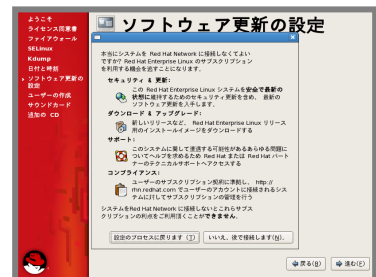 ようこそ
ライセンス同意書
ファイアウォール
SELinux
Kdump
日付と時刻
ソフトウェア更新の
設定
ユーザーの作成
サウンドカード
追加の CD
ソフトウェア更新の設定
本当にシステムを Red Hat Network に接続しなくてよい
ですか? Red Hat Enterprise Linux のサブスクリプション
を利用する機会を逃すことになります。
セキュリティ & 更新:
この Red Hat Enterprise Linux システムを安全で最新の
状態に維持するためのセキュリティ更新を含め、 最新の
ソフトウェア更新を入手します。
ダウンロード & アップグレード:
新しいリリースなど、 Red Hat Enterprise Linux リリース
用のインストールイメージをダウンロードする
サポート:
このシステムに関して遭遇する可能性があるあらゆる問題に
ついてヘルプを求めるため Red Hat または Red Hat パート
ナーのテクニカルサポートへアクセスする
コンプライアンス:
ユーザーのサブスクリプション契約に準拠し、 http://
rhn.redhat.com でユーザーのアカウントに接続されるシス
テムに対してサブスクリプションの管理を行う
システムをRed Hat Network に接続しないとこれらサブス
クリプションの利点をご利用頂くことができません。
設定のプロセスに戻ります (T)
いいえ、後で接続します(N)。
戻る(B)
進む(F)